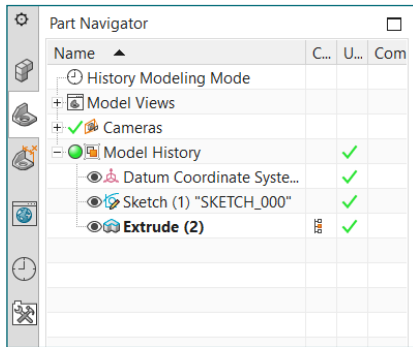 Part Navigator
Name C... U... Com
History Modeling Mode
Model Views
Cameras
Model History
Datum Coordinate Syste...
Sketch (1) "SKETCH_000"
Extrude (2)